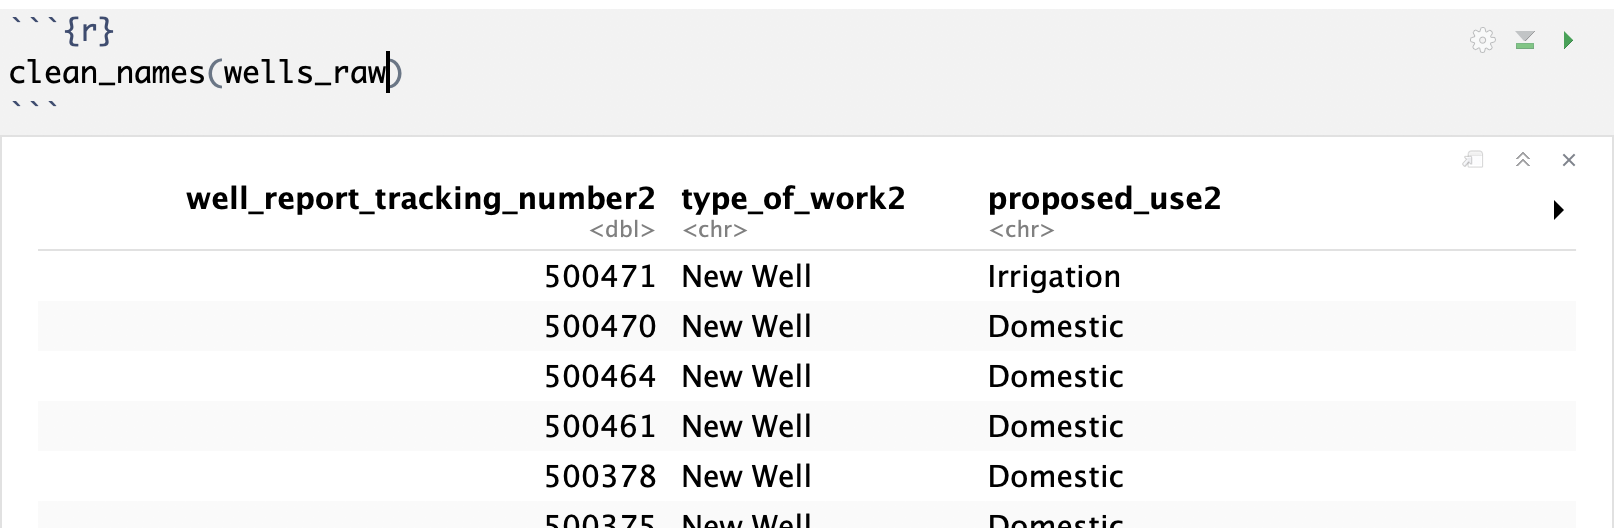 ```{r}
clean_names(wells_raw)
```
well_report_tracking_number2 type_of_work2 proposed_use2
<dbl> <chr> <chr>
500471 New Well Irrigation
500470 New Well Domestic
500464 New Well Domestic
500461 New Well Domestic
500378 New Well Domestic
500375 New Well Domestic